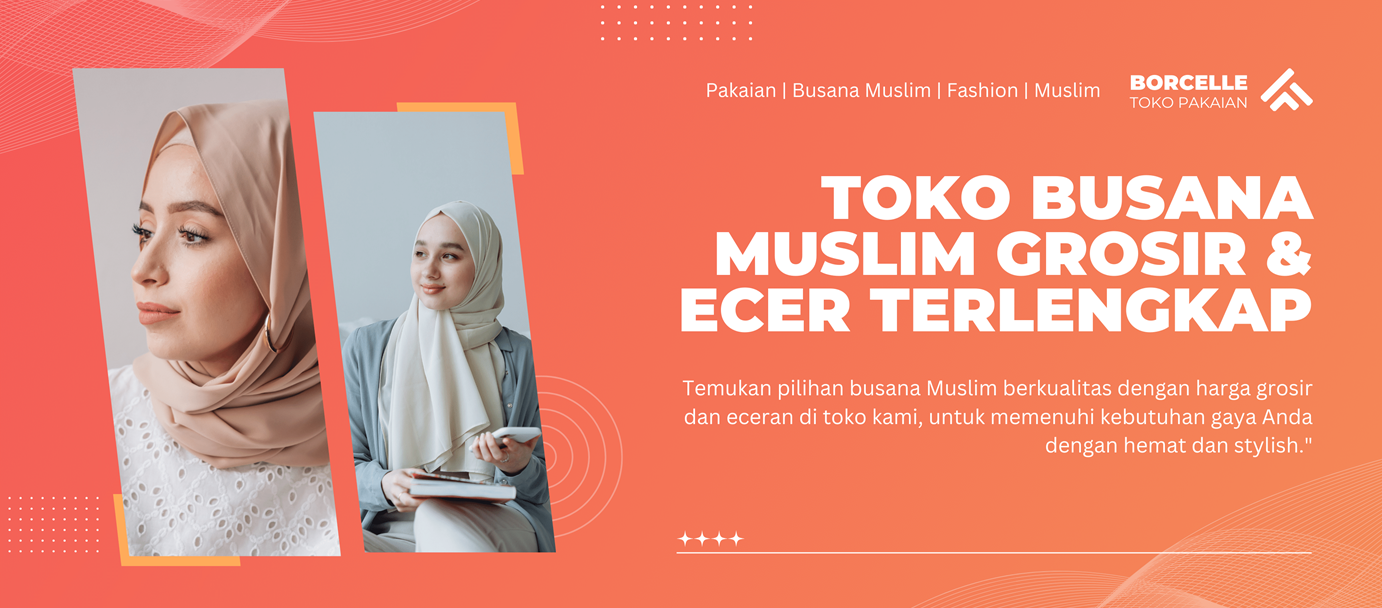 Pakaian | Busana Muslim | Fashion | Muslim
BORCELLE
TOKO PAKAIAN
TOKO BUSANA
MUSLIM GROSIR &
ECER TERLENGKAP
Temukan pilihan busana Muslim berkualitas dengan harga grosir
dan eceran di toko kami, untuk memenuhi kebutuhan gaya Anda
dengan hemat dan stylish."